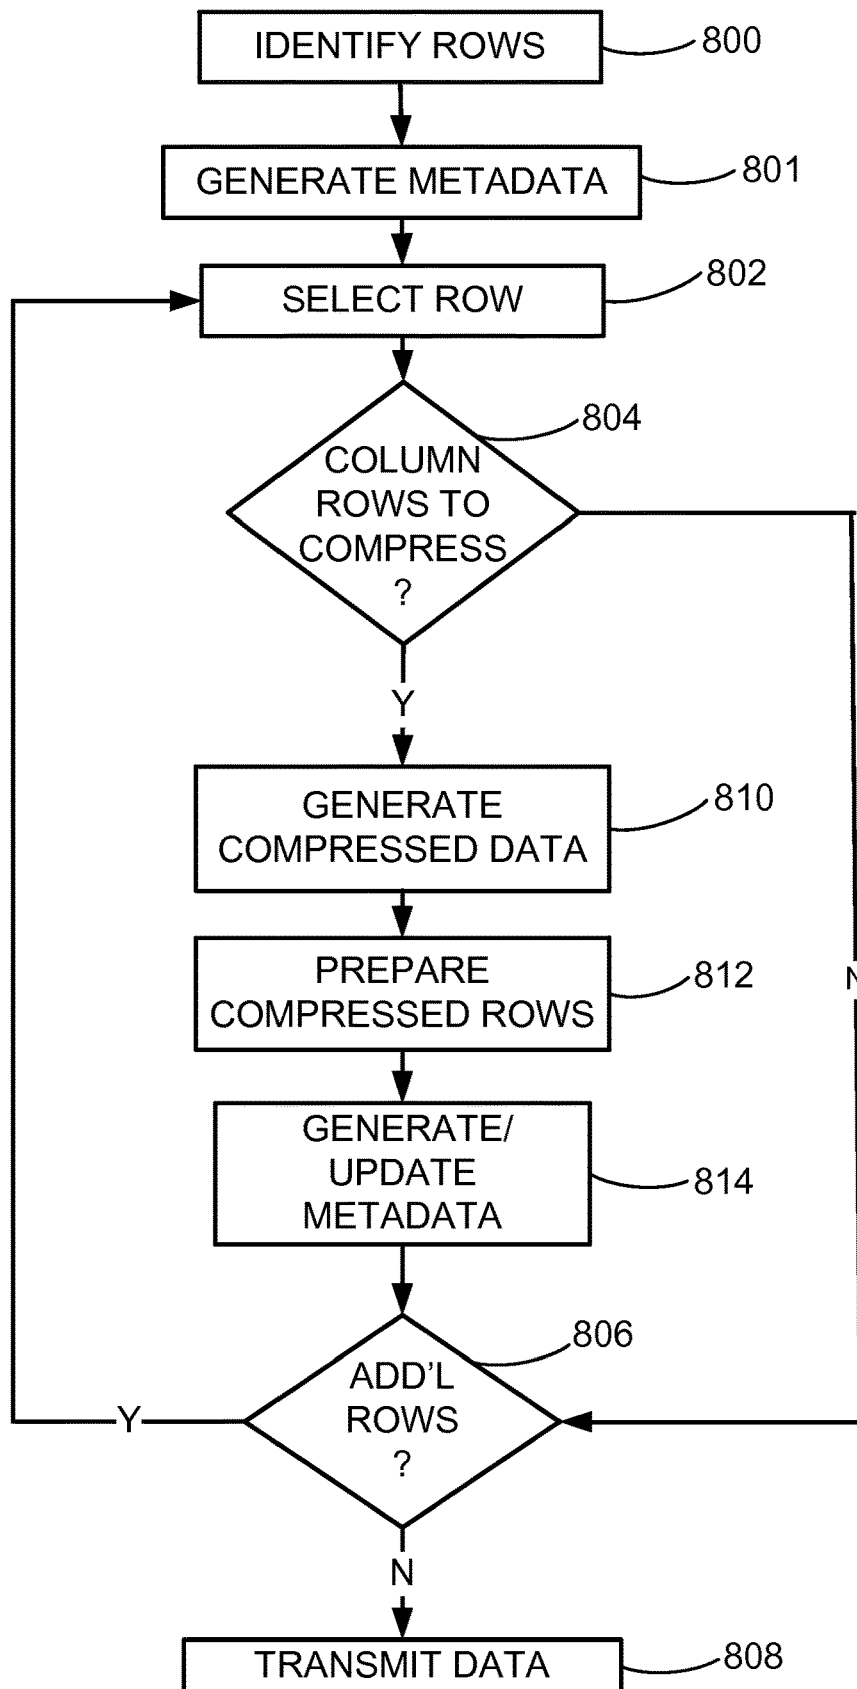 IDENTIFY ROWS
800
GENERATE METADATA
801
SELECT ROW
802
COLUMN
ROWS TO
COMPRESS
?
804
Y
N
GENERATE
COMPRESSED DATA
810
PREPARE
COMPRESSED ROWS
812
GENERATE/
UPDATE
METADATA
814
ADD'L
ROWS
?
806
Y
N
TRANSMIT DATA
808